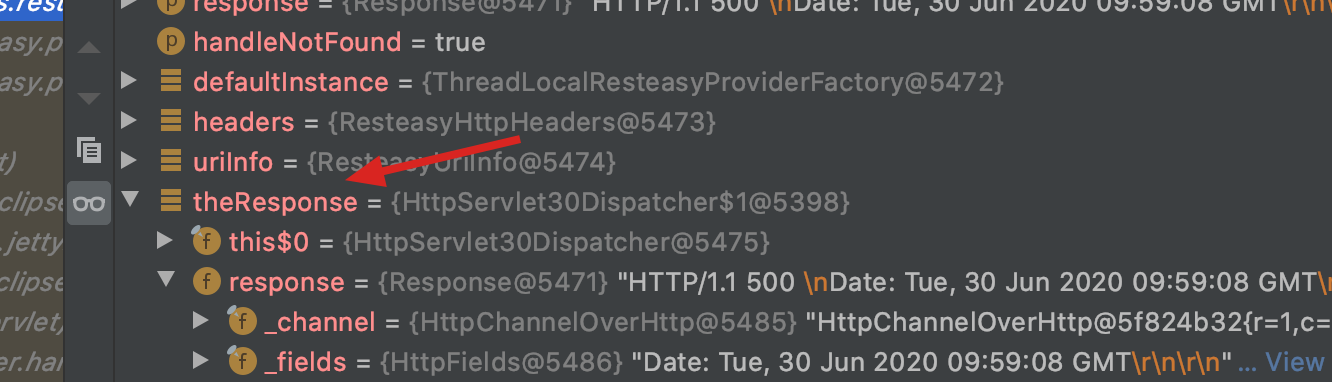 s.rest p response = {Response@5471} "HTTP/1.1 500 \nDate: Tue, 30 Jun 2020 09:59:08 GMT\r\n\
asy.p p handleNotFound = true
asy.p defaultInstance = {ThreadLocalResteasyProviderFactory@5472}
headers = {ResteasyHttpHeaders@5473}
t) uriInfo = {ResteasyUriInfo@5474}
clipse theResponse = {HttpServlet30Dispatcher$1@5398}
.jetty f this$0 = {HttpServlet30Dispatcher@5475}
clipse f response = {Response@5471} "HTTP/1.1 500 \nDate: Tue, 30 Jun 2020 09:59:08 GMT\r
ervlet) f _channel = {HttpChannelOverHttp@5485} "HttpChannelOverHttp@5f824b32{r=1,c=
er.han f _fields = {HttpFields@5486} "Date: Tue, 30 Jun 2020 09:59:08 GMT\r\n\r\n" ... View